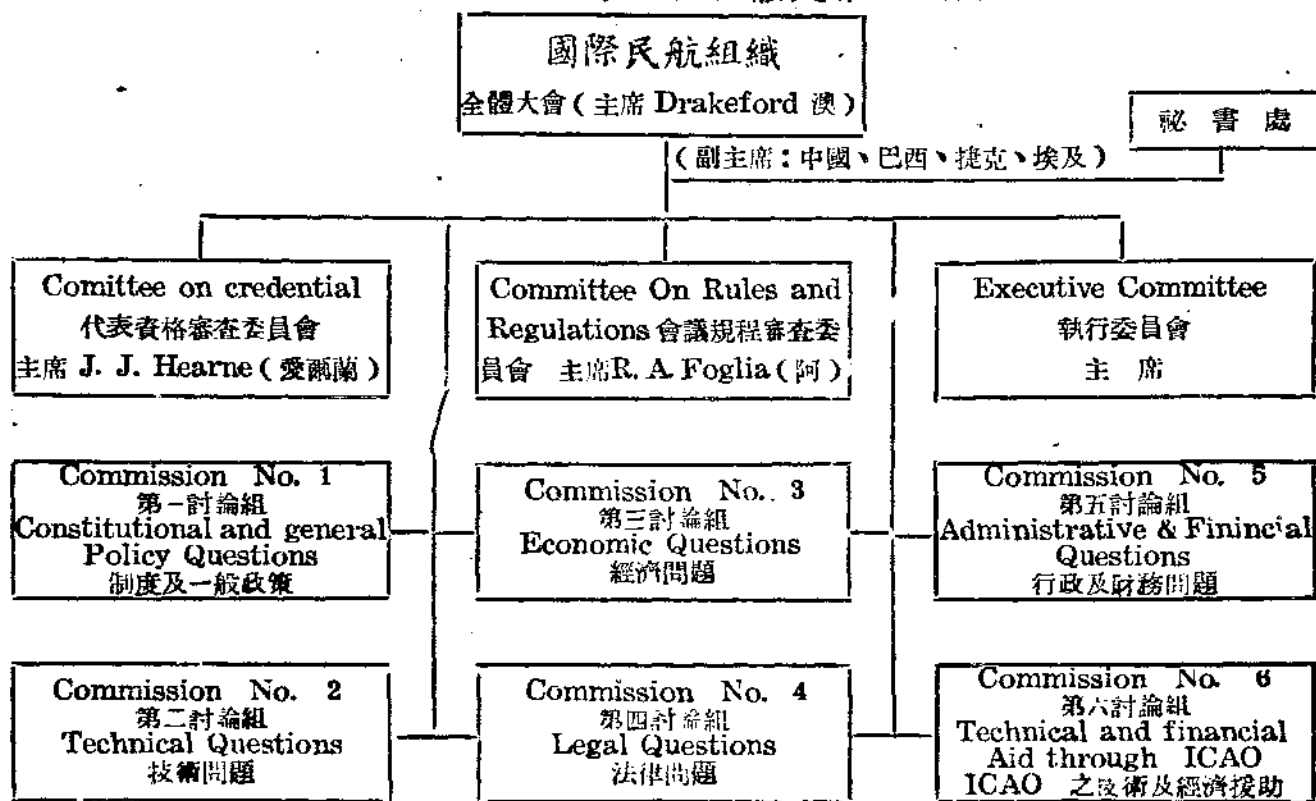 國際民航組織
全體大會(主席 Drakeford 澳)
祕書處
(副主席:中國、巴西、捷克、埃及)
Comittee on credential
代表資格審查委員會
主席 J. J. Hearne(愛爾蘭)
Committee On Rules and
Regulations 會議規程審查委
員會 主席R. A. Foglia(阿)
Executive Committee
執行委員會
主席
Commission No. 1
第一討論組
Constitutional and general
Policy Questions
制度及一般政策
Commission No. 3
第三討論組
Economic Questions
經濟問題
Commission No. 5
第五討論組
Administrative & Finincial
Questions
行政及財務問題
Commission No. 2
第二討論組
Technical Questions
技術問題
Commission No. 4
第四討論組
Legal Questions
法律問題
Commission No. 6
第六討論組
Technical and financial
Aid through ICAO
ICAO 之技術及經濟援助